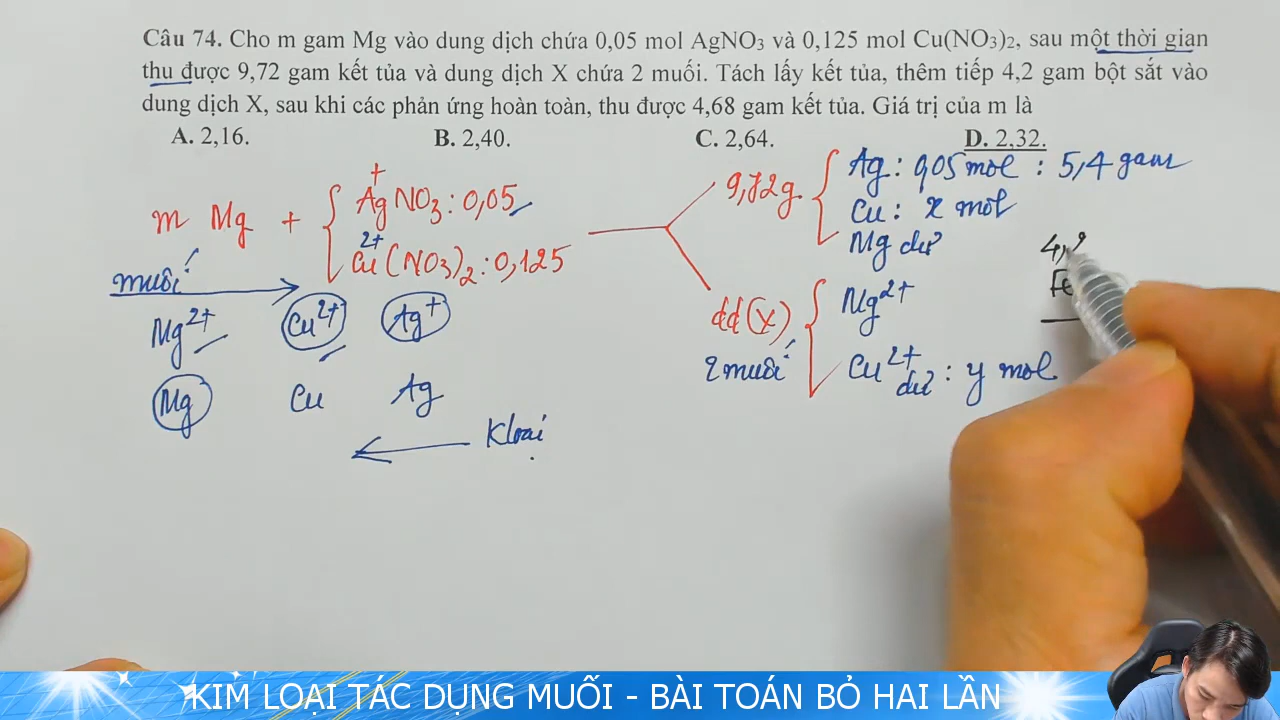 Câu 74. Cho m gam Mg vào dung dịch chứa 0,05 mol AgNO₃ và 0,125 mol Cu(NO₃)₂, sau một thời gian
thu được 9,72 gam kết tủa và dung dịch X chứa 2 muối. Tách lấy kết tủa, thêm tiếp 4,2 gam bột sắt vào
dung dịch X, sau khi các phản ứng hoàn toàn, thu được 4,68 gam kết tủa. Giá trị của m là
A. 2,16. B. 2,40. C. 2,64. D. 2,32.
m Mg + { AgNO3 : 0,05
+
Cu(NO3)2 : 0,125
2+
9,72g { Ag : 0,05 mol : 5,4 gam
Cu : x mol
Mg dư
dd(X) { Mg2+
2 muối
Cu2+ dư : y mol
4,2
Fe
muối
Mg2+ Cu2+ Ag+
Mg Cu Ag
Kloại
KIM LOẠI TÁC DỤNG MUỐI - BÀI TOÁN BỎ HAI LẦN